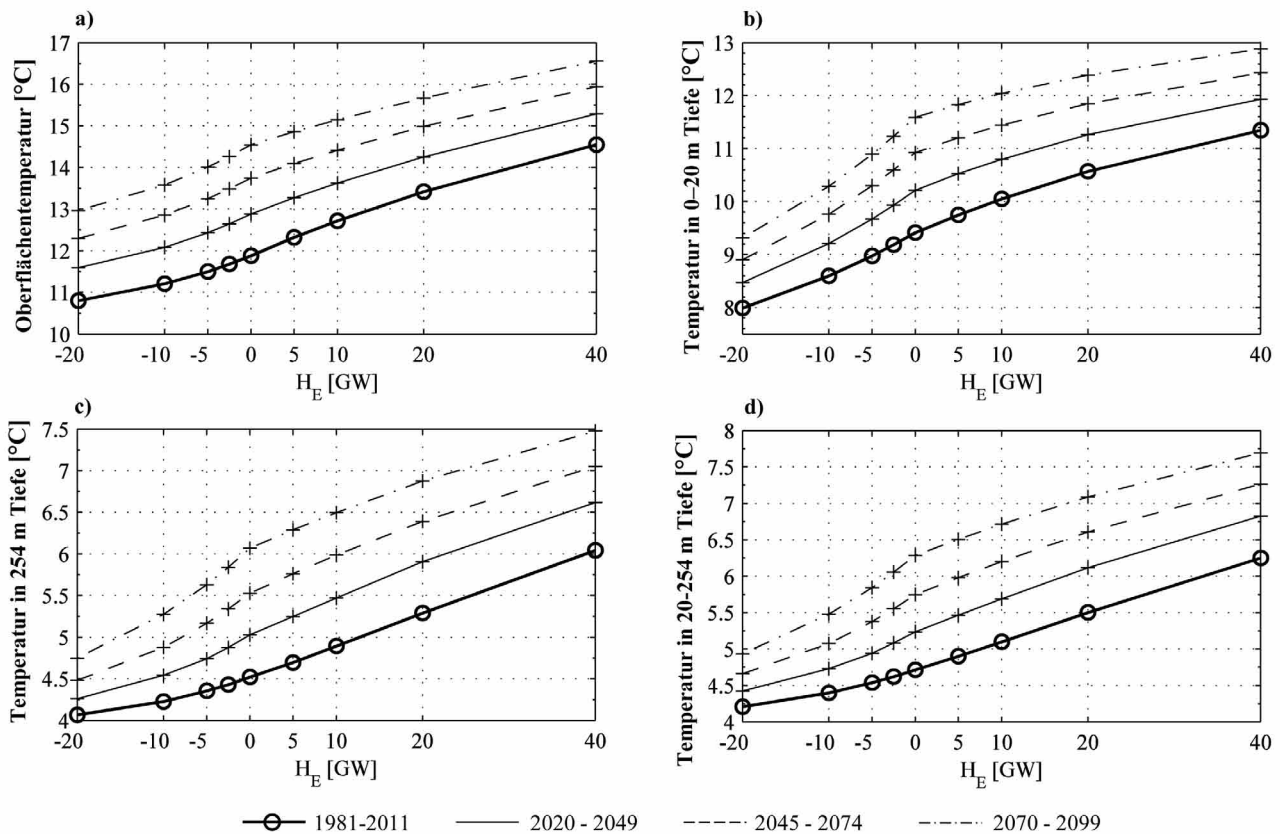 a)
Oberflächentemperatur [°C]
17
16
15
14
13
12
11
10
-20 -10 -5 0 5 10 20 40
H_E [GW]
b)
Temperatur in 0–20 m Tiefe [°C]
13
12
11
10
9
8
-20 -10 -5 0 5 10 20 40
H_E [GW]
c)
Temperatur in 254 m Tiefe [°C]
7.5
7
6.5
6
5.5
5
4.5
4
-20 -10 -5 0 5 10 20 40
H_E [GW]
d)
Temperatur in 20-254 m Tiefe [°C]
8
7.5
7
6.5
6
5.5
5
4.5
4
-20 -10 -5 0 5 10 20 40
H_E [GW]
1981-2011 2020 - 2049 2045 - 2074 2070 - 2099